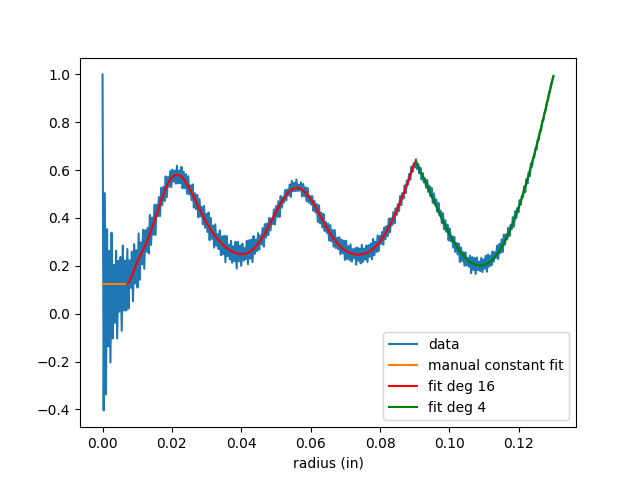 1.0
0.8
0.6
0.4
0.2
0.0
−0.2
−0.4
data
manual constant fit
fit deg 16
fit deg 4
0.00 0.02 0.04 0.06 0.08 0.10 0.12
radius (in)